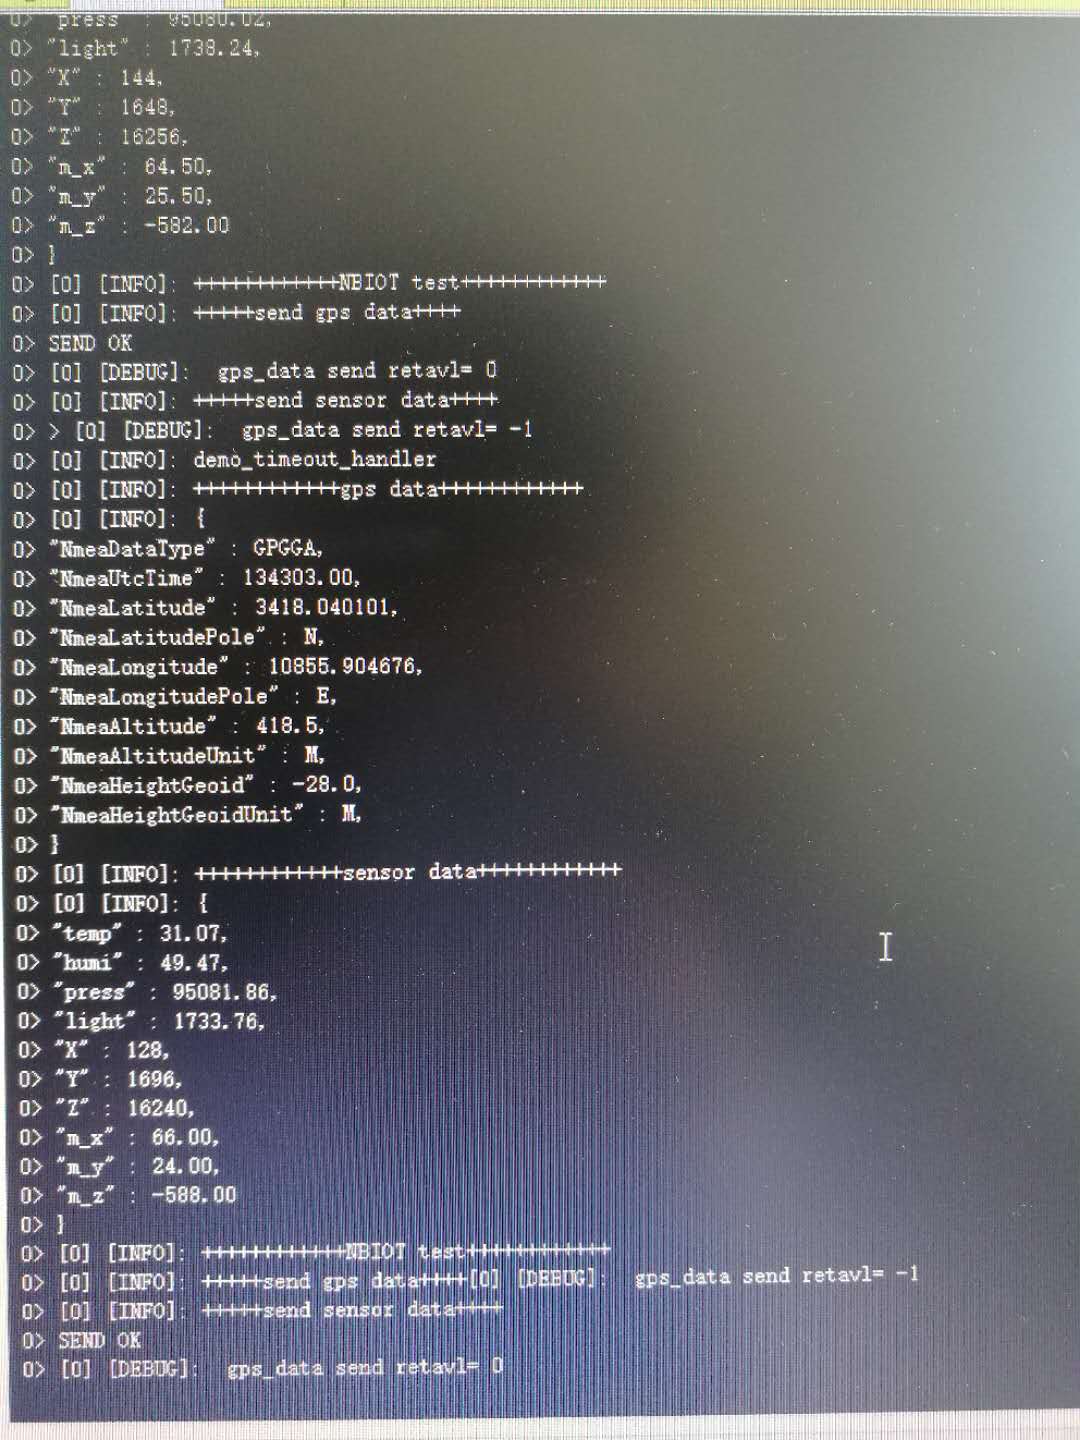 0> "press" : 95080.02,
0> "light" : 1738.24,
0> "X" : 144,
0> "Y" : 1648,
0> "Z" : 16256,
0> "m_x" : 64.50,
0> "m_y" : 25.50,
0> "m_z" : -582.00
0> }
0> [0] [INFO]: ++++++++++++NBIOT test++++++++++++
0> [0] [INFO]: +++++send gps data++++
0> SEND OK
0> [0] [DEBUG]:  gps_data send retavl= 0
0> [0] [INFO]: +++++send sensor data++++
0> > [0] [DEBUG]:  gps_data send retavl= -1
0> [0] [INFO]: demo_timeout_handler
0> [0] [INFO]: ++++++++++++gps data++++++++++++
0> [0] [INFO]: {
0> "NmeaDataType" : GPGGA,
0> "NmeaUtcTime" : 134303.00,
0> "NmeaLatitude" : 3418.040101,
0> "NmeaLatitudePole" : N,
0> "NmeaLongitude" : 10855.904676,
0> "NmeaLongitudePole" : E,
0> "NmeaAltitude" : 418.5,
0> "NmeaAltitudeUnit" : M,
0> "NmeaHeightGeoid" : -28.0,
0> "NmeaHeightGeoidUnit" : M,
0> }
0> [0] [INFO]: ++++++++++++sensor data++++++++++++
0> [0] [INFO]: {
0> "temp" : 31.07,
0> "humi" : 49.47,
0> "press" : 95081.86,
0> "light" : 1733.76,
0> "X" : 128,
0> "Y" : 1696,
0> "Z" : 16240,
0> "m_x" : 66.00,
0> "m_y" : 24.00,
0> "m_z" : -588.00
0> }
0> [0] [INFO]: ++++++++++++NBIOT test++++++++++++
0> [0] [INFO]: +++++send gps data++++[0] [DEBUG]:  gps_data send retavl= -1
0> [0] [INFO]: +++++send sensor data++++
0> SEND OK
0> [0] [DEBUG]:  gps_data send retavl= 0